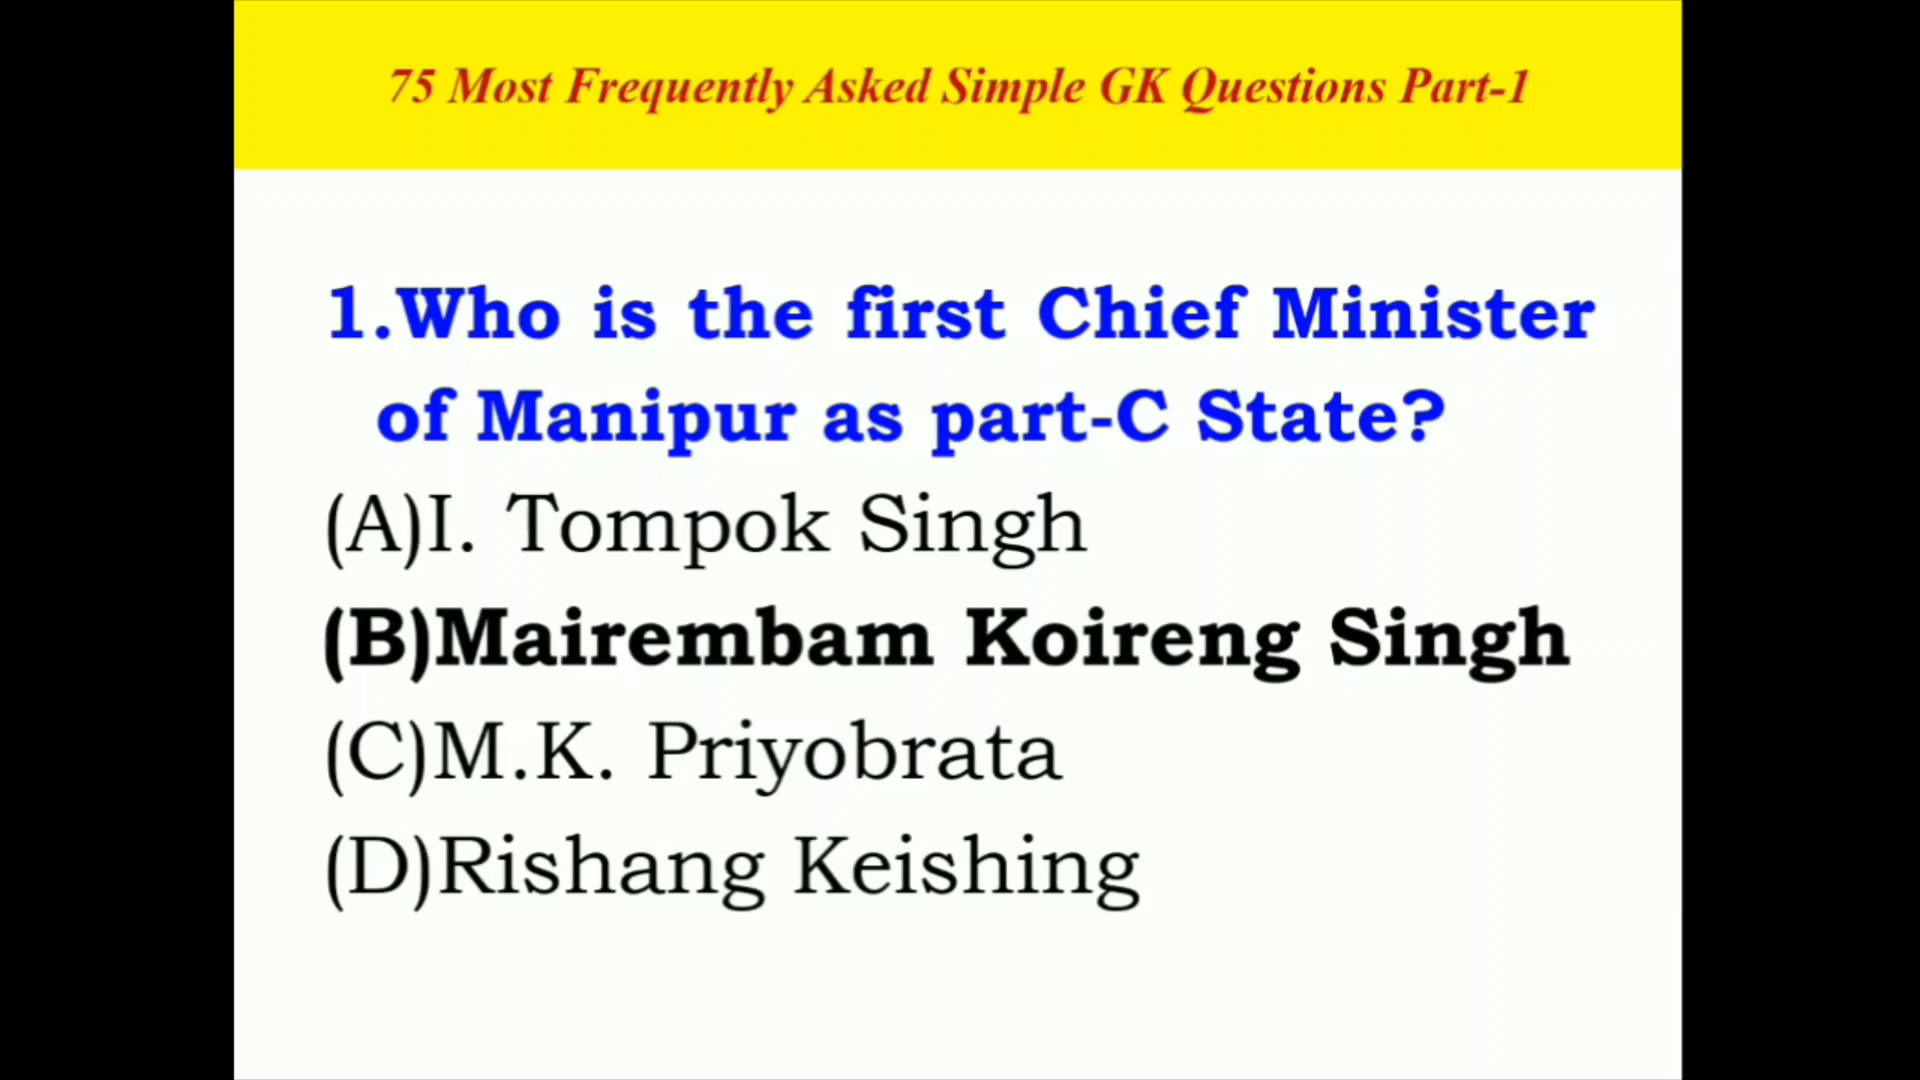 75 Most Frequently Asked Simple GK Questions Part-1
1.Who is the first Chief Minister
of Manipur as part-C State?
(A)I. Tompok Singh
(B)Mairembam Koireng Singh
(C)M.K. Priyobrata
(D)Rishang Keishing